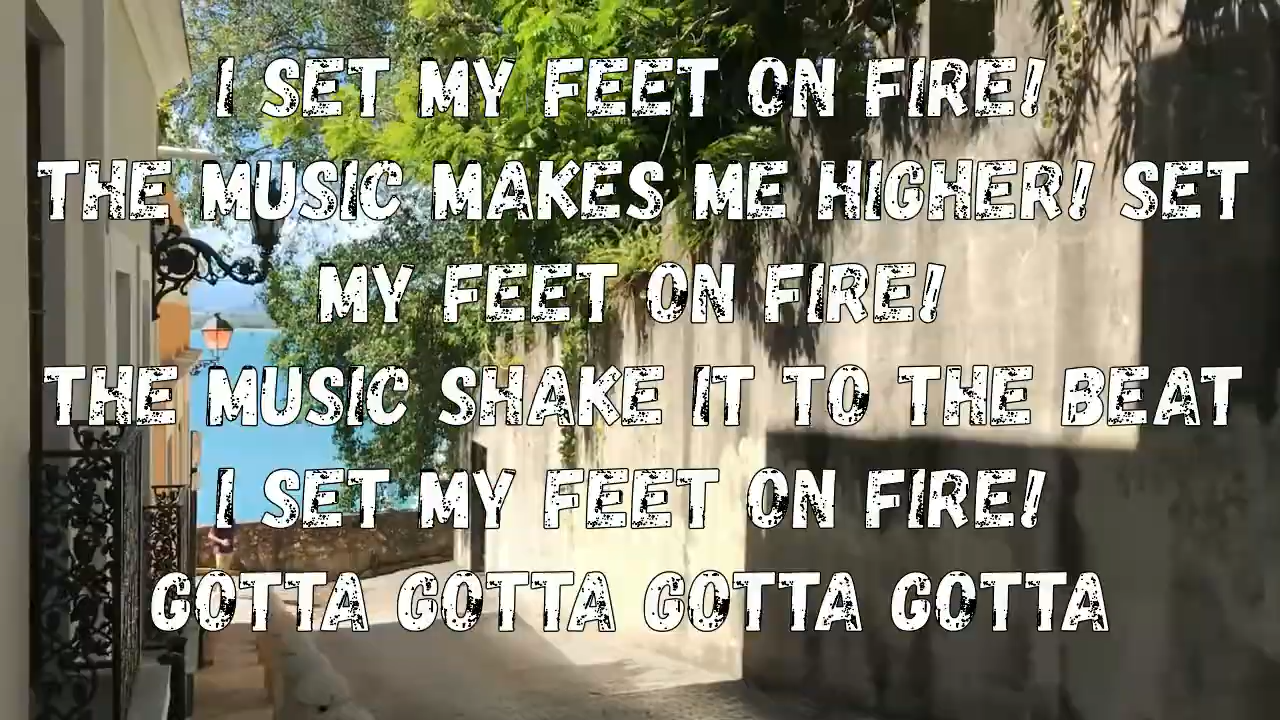 I SET MY FEET ON FIRE!
THE MUSIC MAKES ME HIGHER! SET
MY FEET ON FIRE!
THE MUSIC SHAKE IT TO THE BEAT
I SET MY FEET ON FIRE!
GOTTA GOTTA GOTTA GOTTA